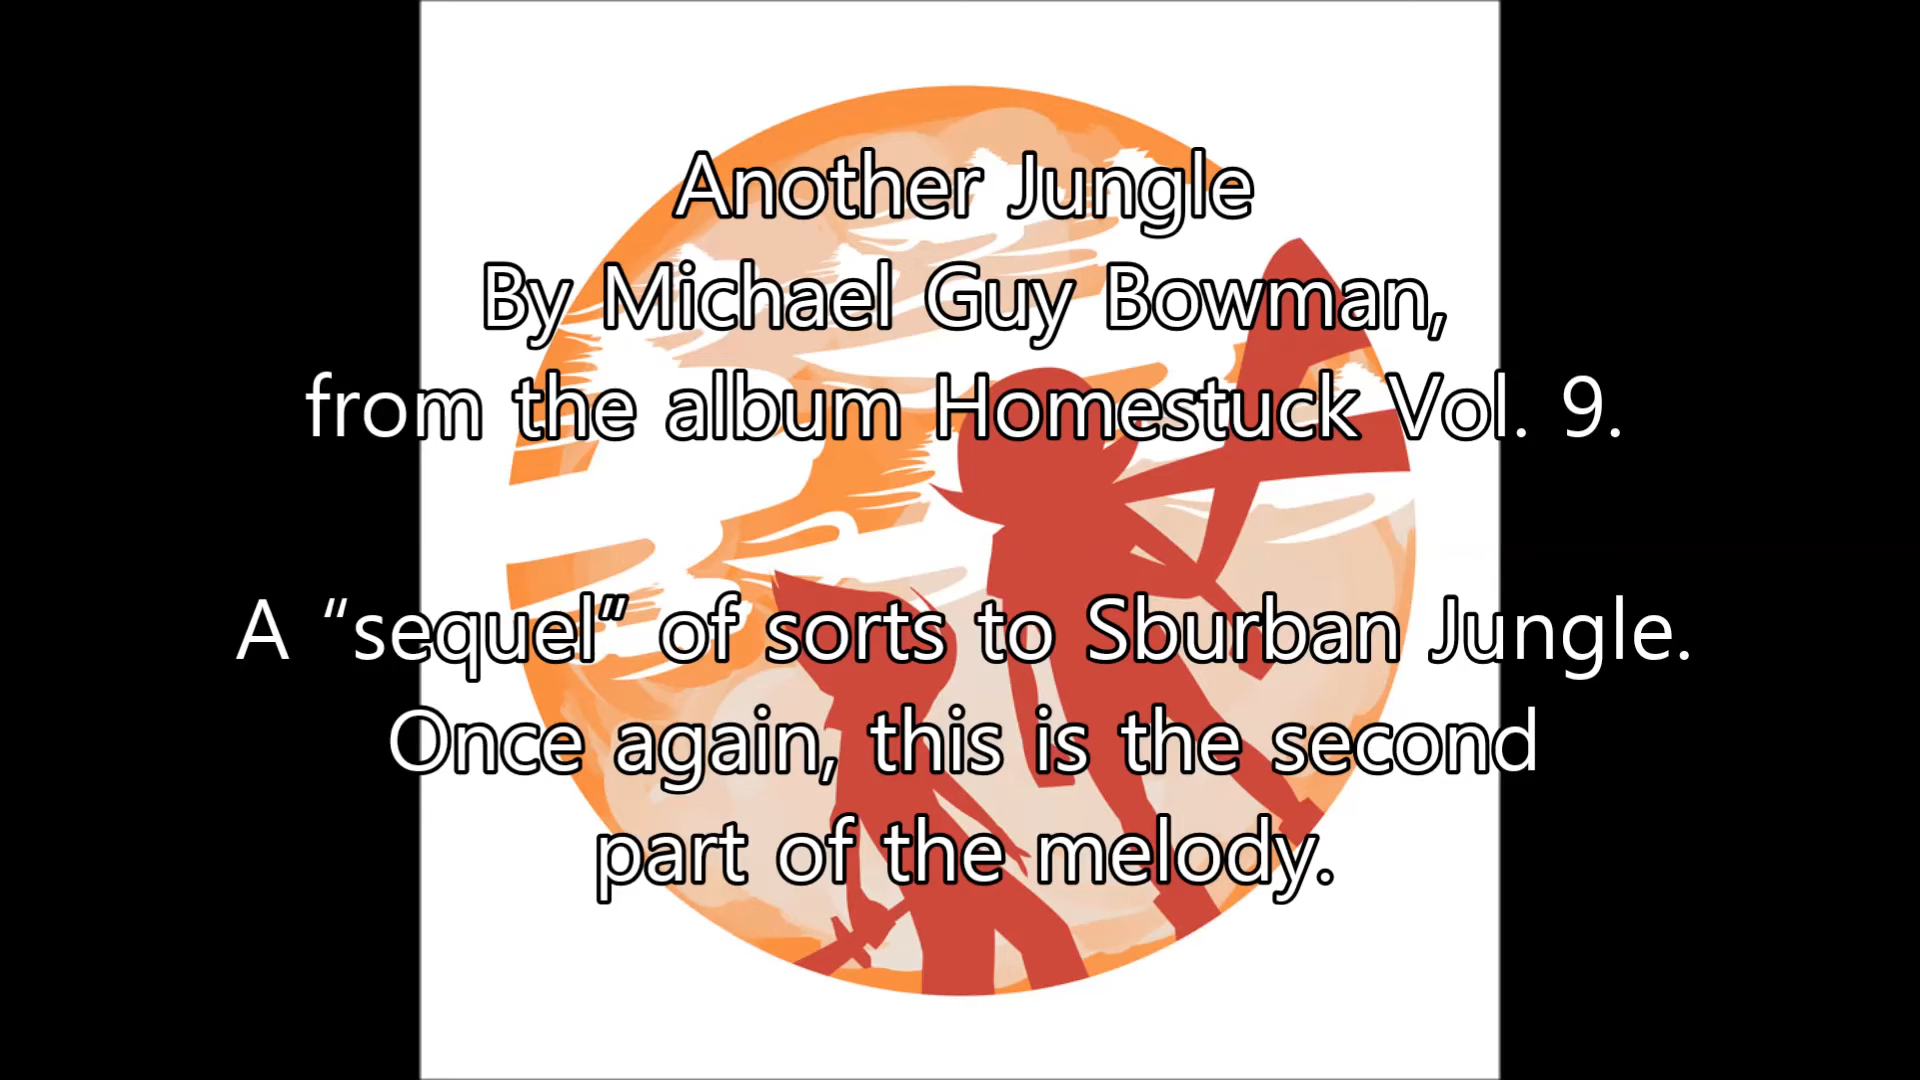 Another Jungle
By Michael Guy Bowman,
from the album Homestuck Vol. 9.
A “sequel” of sorts to Sburban Jungle.
Once again, this is the second
part of the melody.